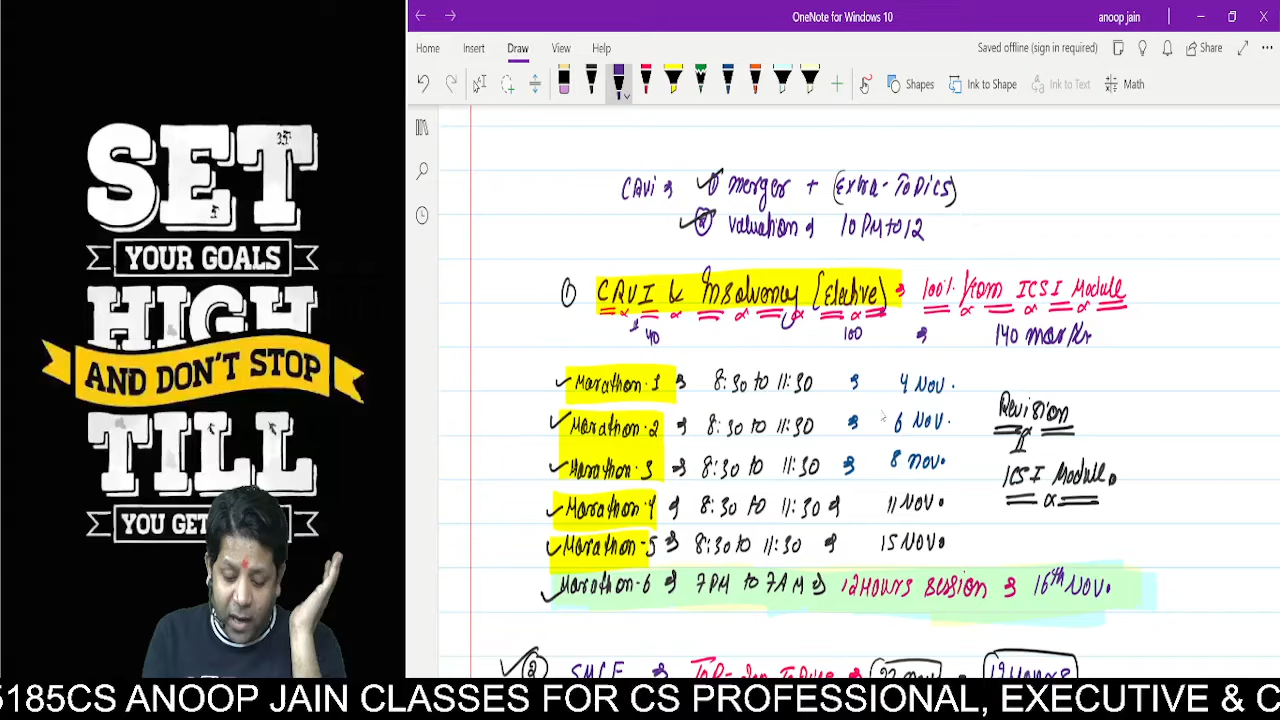 SET
YOUR GOALS
HIGH
AND DON'T STOP
TILL
YOU GET
OneNote for Windows 10
anoop jain
Home Insert Draw View Help
Saved offline (sign in required)
Share
Shapes
Ink to Shape
Ink to Text
Math
CAVI ⇒ ① merger + (Extra-Topics)
② valuation ⇒ 10 PM to 12
① CAVI & Insolvency (Elective) ⇒ 100% from ICSI Module
40 100 ⇒ 140 marks
Marathon-1 ⇒ 8:30 to 11:30 ⇒ 4 Nov.
Marathon-2 ⇒ 8:30 to 11:30 ⇒ 6 Nov.
Marathon-3 ⇒ 8:30 to 11:30 ⇒ 8 nov.
Marathon-4 ⇒ 8:30 to 11:30 ⇒ 11 Nov.
Marathon-5 ⇒ 8:30 to 11:30 ⇒ 15 Nov.
Marathon-6 ⇒ 7PM to 7AM ⇒ 12 Hours Session ⇒ 16th Nov.
Revision
ICSI Module.
5185CS ANOOP JAIN CLASSES FOR CS PROFESSIONAL, EXECUTIVE & C